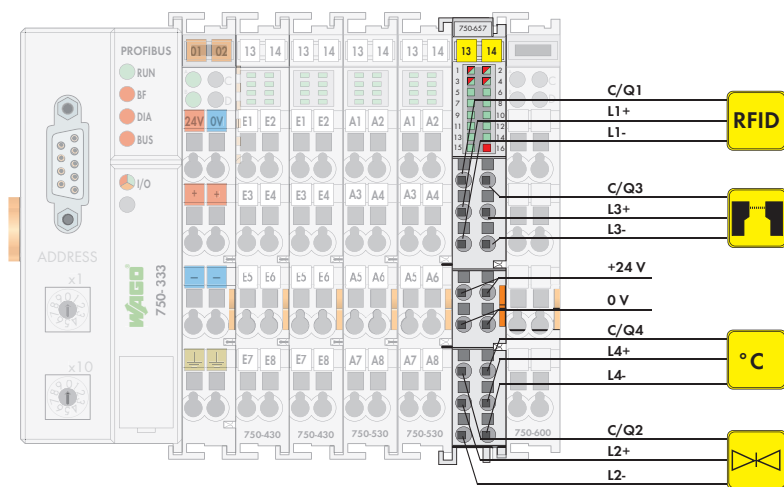 750-657
PROFIBUS
01 02
13 14
13 14
13 14
13 14
13 14
RUN
BF
DIA
BUS
I/O
C
D
C
D
1 2
3 4
5 6
7 8
9 10
11 12
13 14
15 16
24V 0V
E1 E2
E1 E2
A1 A2
A1 A2
+ +
E3 E4
E3 E4
A3 A4
A3 A4
— —
E5 E6
E5 E6
A5 A6
A5 A6
E7 E8
E7 E8
A7 A8
A7 A8
ADDRESS
x1
x10
WAGO
750-333
750-430
750-430
750-530
750-530
750-600
C/Q1
L1+
L1-
RFID
C/Q3
L3+
L3-
+24 V
0 V
C/Q4
L4+
L4-
°C
C/Q2
L2+
L2-